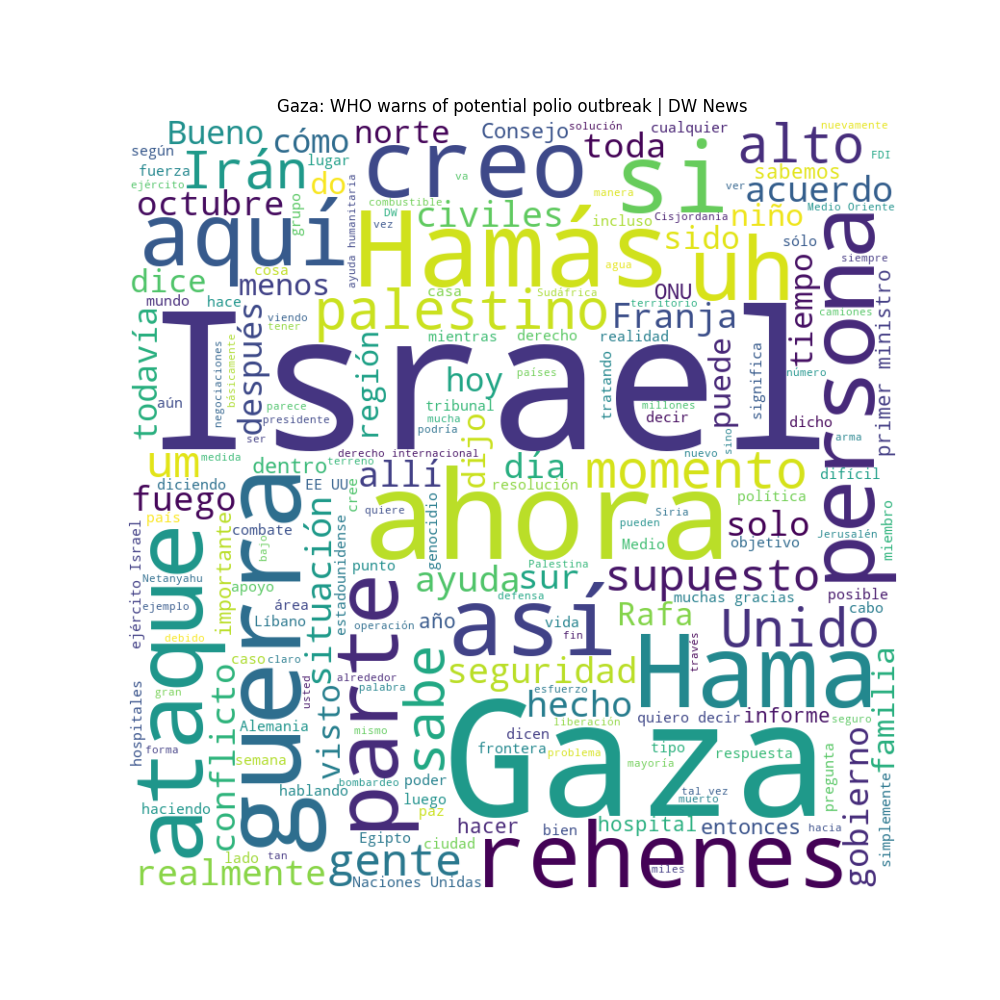 Gaza: WHO warns of potential polio outbreak | DW News
Bueno
cómo
norte
Consejo
solución
cualquier
nuevamente
según
Irán
lugar
creo
toda
si
alto
FDI
fuerza
va
ver
sabemos
ejército
do
ayuda humanitaria
combustible
manera
acuerdo
octubre
grupo
DW
vez
civiles
incluso
Cisjordania
niño
Medio Oriente
aquí
Hamás
sido
uh
sólo
persona
siempre
dice
cosa
menos
agua
tiempo
mundo
hace
casa
Sudáfrica
ONU
territorio
camiones
primer ministro
todavía
después
viendo
tener
palestino
Franja
negociaciones
básicamente
Israel
región
mientras
derecho
realidad
puede
significa
número
aún
parece
presidente
hoy
países
tratando
tribunal
mucha
podría
millones
decir
dicho
arma
ser
dijo
sino
um
medida
derecho internacional
nuevo
dentro
terreno
allí
día
momento
difícil
diciendo
EE UU
cree
resolución
política
miembro
fuego
guerra
situación
quiere
genocidio
ahora
pueden
Siria
solo
país
combate
importante
estadounidense
Medio
objetivo
Jerusalén
ejército Israel
ataque
bajo
punto
Palestina
Netanyahu
apoyo
parte
ayuda
sur
supuesto
posible
defensa
muchas gracias
ejemplo
área
Líbano
operación
año
así
vida
fin
Rafa
cabo
debido
caso
claro
sabe
seguridad
través
Unido
familia
hospitales
conflicto
gran
usted
visto
alrededor
palabra
Hama
esfuerzo
hecho
Alemania
mismo
Gaza
liberación
quiero decir
informe
seguro
forma
semana
dicen
frontera
problema
tipo
mayoría
respuesta
pregunta
gobierno
simplemente
hablando
bombardeo
poder
tal vez
muerto
haciendo
luego
paz
hacer
bien
hospital
entonces
hacia
Egipto
ciudad
lado
tan
gente
rehenes
miles
realmente
Naciones Unidas